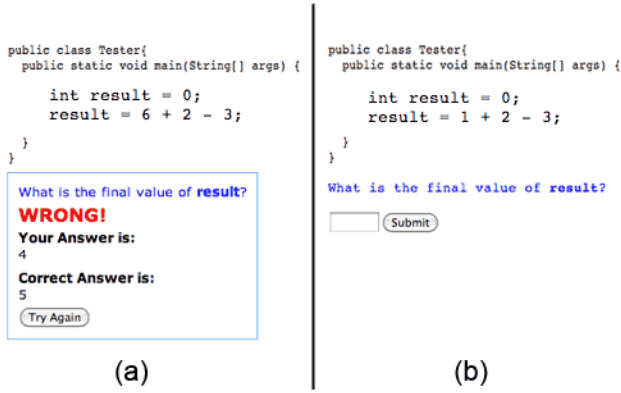 public class Tester{
public static void main(String[] args) {
int result = 0;
result = 6 + 2 - 3;
}
}
What is the final value of result?
WRONG!
Your Answer is:
4
Correct Answer is:
5
Try Again
(a)
public class Tester{
public static void main(String[] args) {
int result = 0;
result = 1 + 2 - 3;
}
}
What is the final value of result?
Submit
(b)